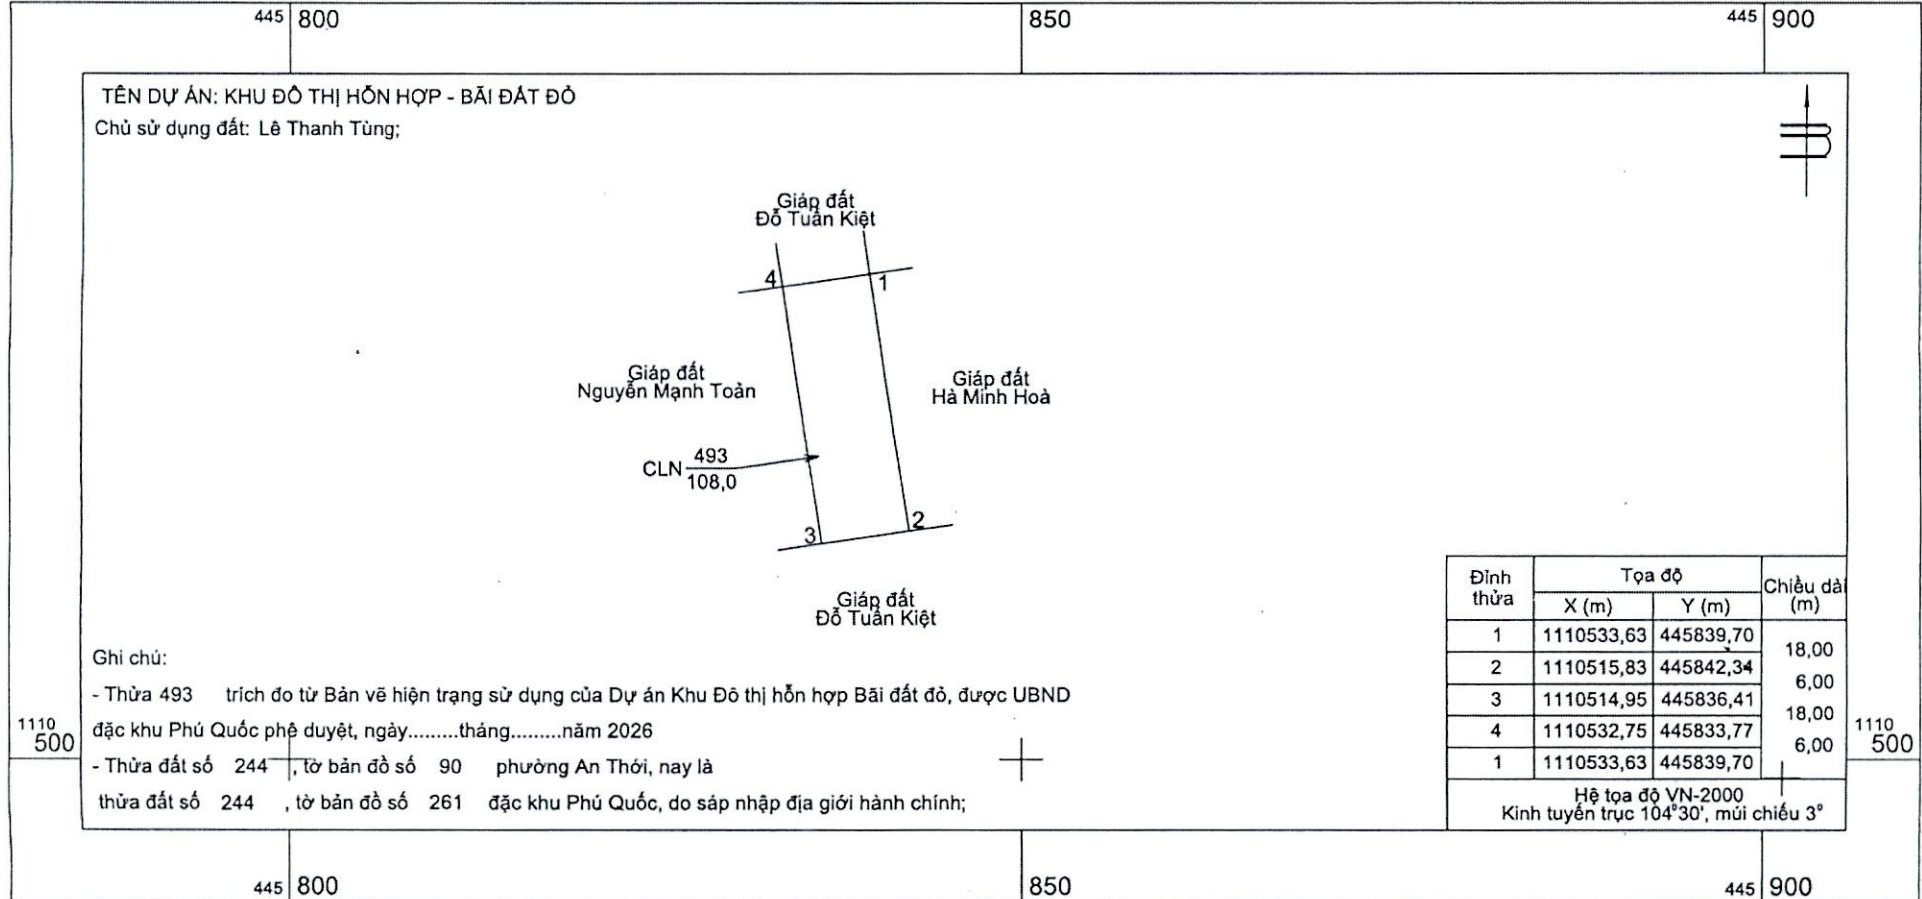 445 800
850
445 900
TÊN DỰ ÁN: KHU ĐÔ THỊ HỖN HỢP - BÃI ĐẤT ĐỎ
Chủ sử dụng đất: Lê Thanh Tùng;
Giáp đất
Đỗ Tuấn Kiệt
4
1
Giáp đất
Nguyễn Mạnh Toản
Giáp đất
Hà Minh Hoà
CLN 493
108,0
2
3
Giáp đất
Đỗ Tuấn Kiệt
Đỉnh thửa Tọa độ Chiều dài (m)
X (m) Y (m)
1 1110533,63 445839,70
18,00
2 1110515,83 445842,34
6,00
3 1110514,95 445836,41
18,00
4 1110532,75 445833,77
6,00
1 1110533,63 445839,70
Hệ tọa độ VN-2000
Kinh tuyến trục 104°30', múi chiếu 3°
Ghi chú:
- Thửa 493 trích đo từ Bản vẽ hiện trạng sử dụng của Dự án Khu Đô thị hỗn hợp Bãi đất đỏ, được UBND
đặc khu Phú Quốc phê duyệt, ngày.........tháng.........năm 2026
- Thửa đất số 244 , tờ bản đồ số 90 phường An Thới, nay là
thửa đất số 244 , tờ bản đồ số 261 đặc khu Phú Quốc, do sáp nhập địa giới hành chính;
1110
500
1110
500
445 800
850
445 900